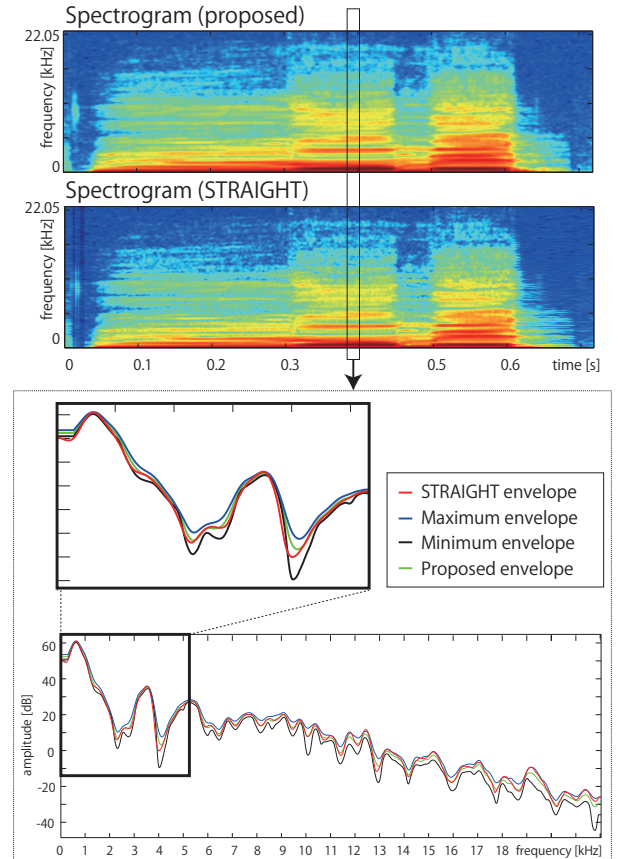 Spectrogram (proposed)
22.05
frequency [kHz]
0
Spectrogram (STRAIGHT)
22.05
frequency [kHz]
0
0 0.1 0.2 0.3 0.4 0.5 0.6 time [s]
STRAIGHT envelope
Maximum envelope
Minimum envelope
Proposed envelope
60
40
20
0
-20
-40
amplitude [dB]
0 1 2 3 4 5 6 7 8 9 10 11 12 13 14 15 16 17 18 frequency [kHz]